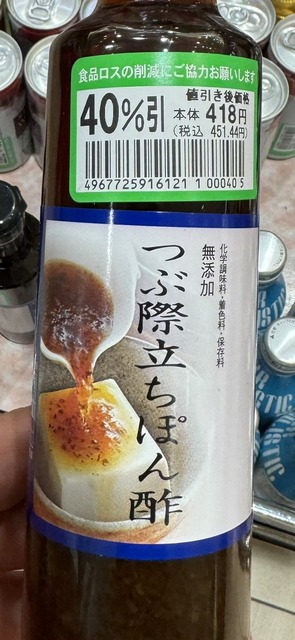 食品ロスの削減にご協力お願いします
40%引
値引き後価格
本体 418円
(税込 451.44円)
4967725916121 1 00040 5
化学調味料・着色料・保存料
無添加
つぶ際立ちぽん酢